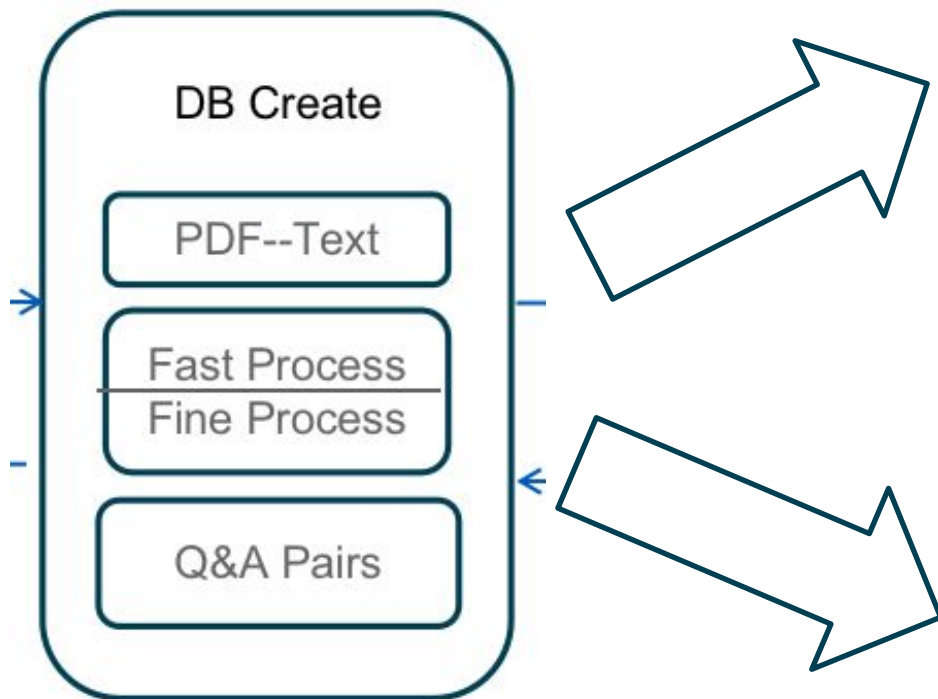 DB Create
PDF--Text
Fast Process
Fine Process
Q&A Pairs